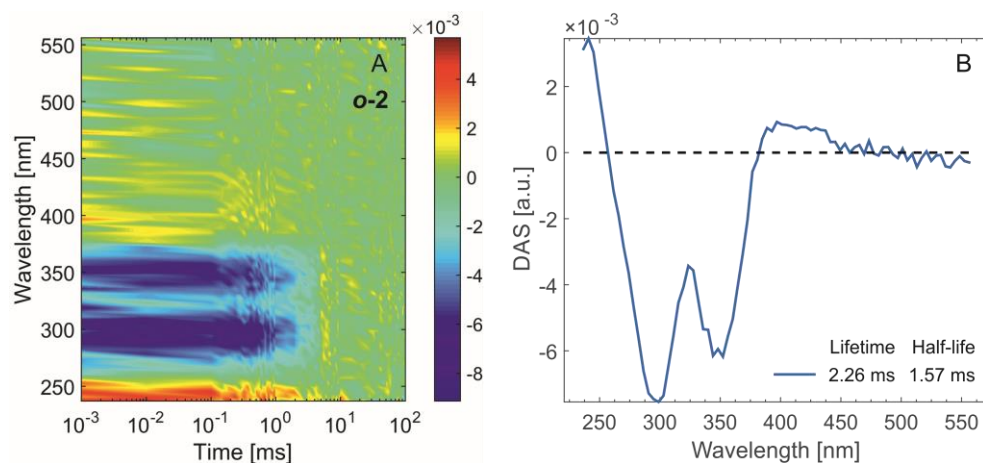 ×10⁻³
A
o-2
550
500
450
400
350
300
250
Wavelength [nm]
10⁻³ 10⁻² 10⁻¹ 10⁰ 10¹ 10²
Time [ms]
4
2
0
-2
-4
-6
-8
×10⁻³
B
2
0
-2
-4
-6
DAS [a.u.]
Lifetime Half-life
2.26 ms 1.57 ms
250 300 350 400 450 500 550
Wavelength [nm]